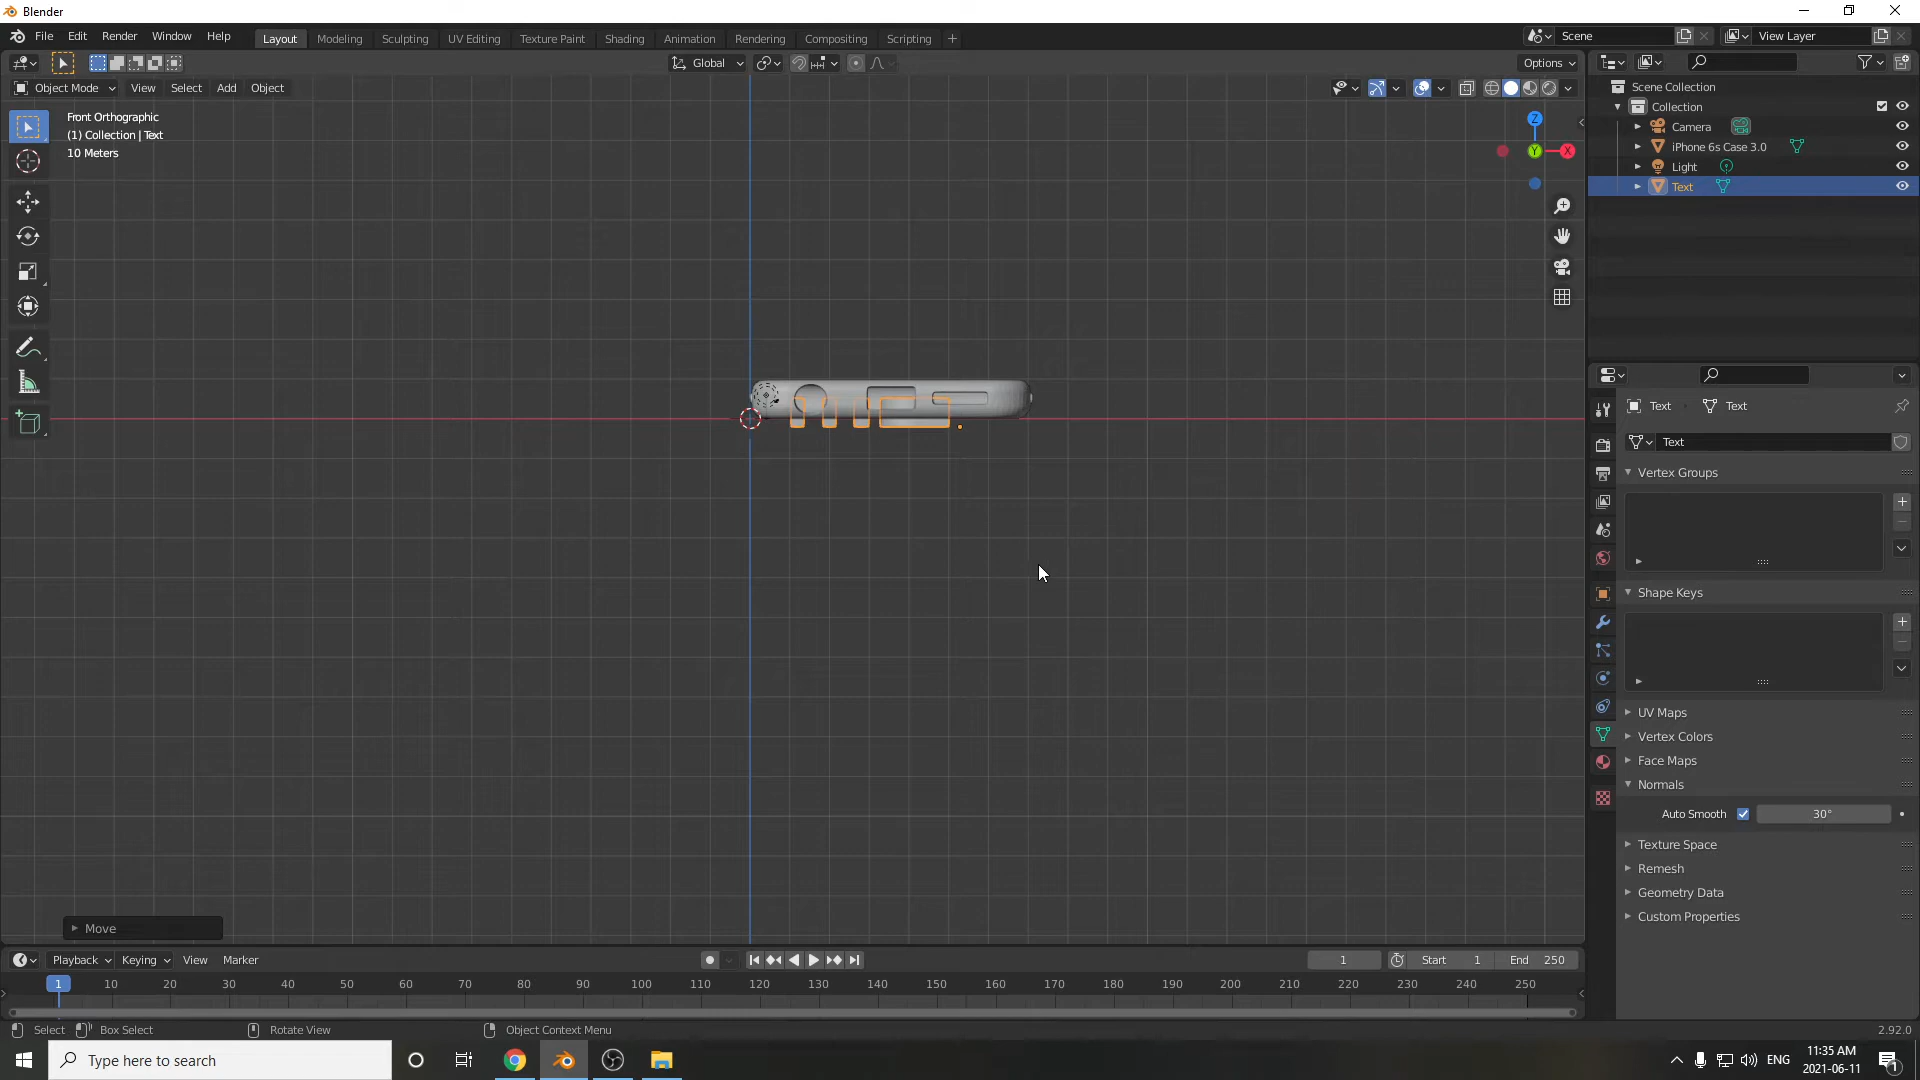 Blender
File Edit Render Window Help
Layout Modeling Sculpting UV Editing Texture Paint Shading Animation Rendering Compositing Scripting +
Scene
View Layer
Global
Options
Object Mode View Select Add Object
Front Orthographic
(1) Collection | Text
10 Meters
Z
Y
X
Scene Collection
Collection
Camera
iPhone 6s Case 3.0
Light
Text
Text Text
Text
Vertex Groups
Shape Keys
UV Maps
Vertex Colors
Face Maps
Normals
Auto Smooth 30°
Texture Space
Remesh
Geometry Data
Custom Properties
Move
Playback Keying View Marker
1 Start 1 End 250
1 10 20 30 40 50 60 70 80 90 100 110 120 130 140 150 160 170 180 190 200 210 220 230 240 250
Select Box Select Rotate View Object Context Menu
2.92.0
Type here to search
ENG
11:35 AM
2021-06-11
1